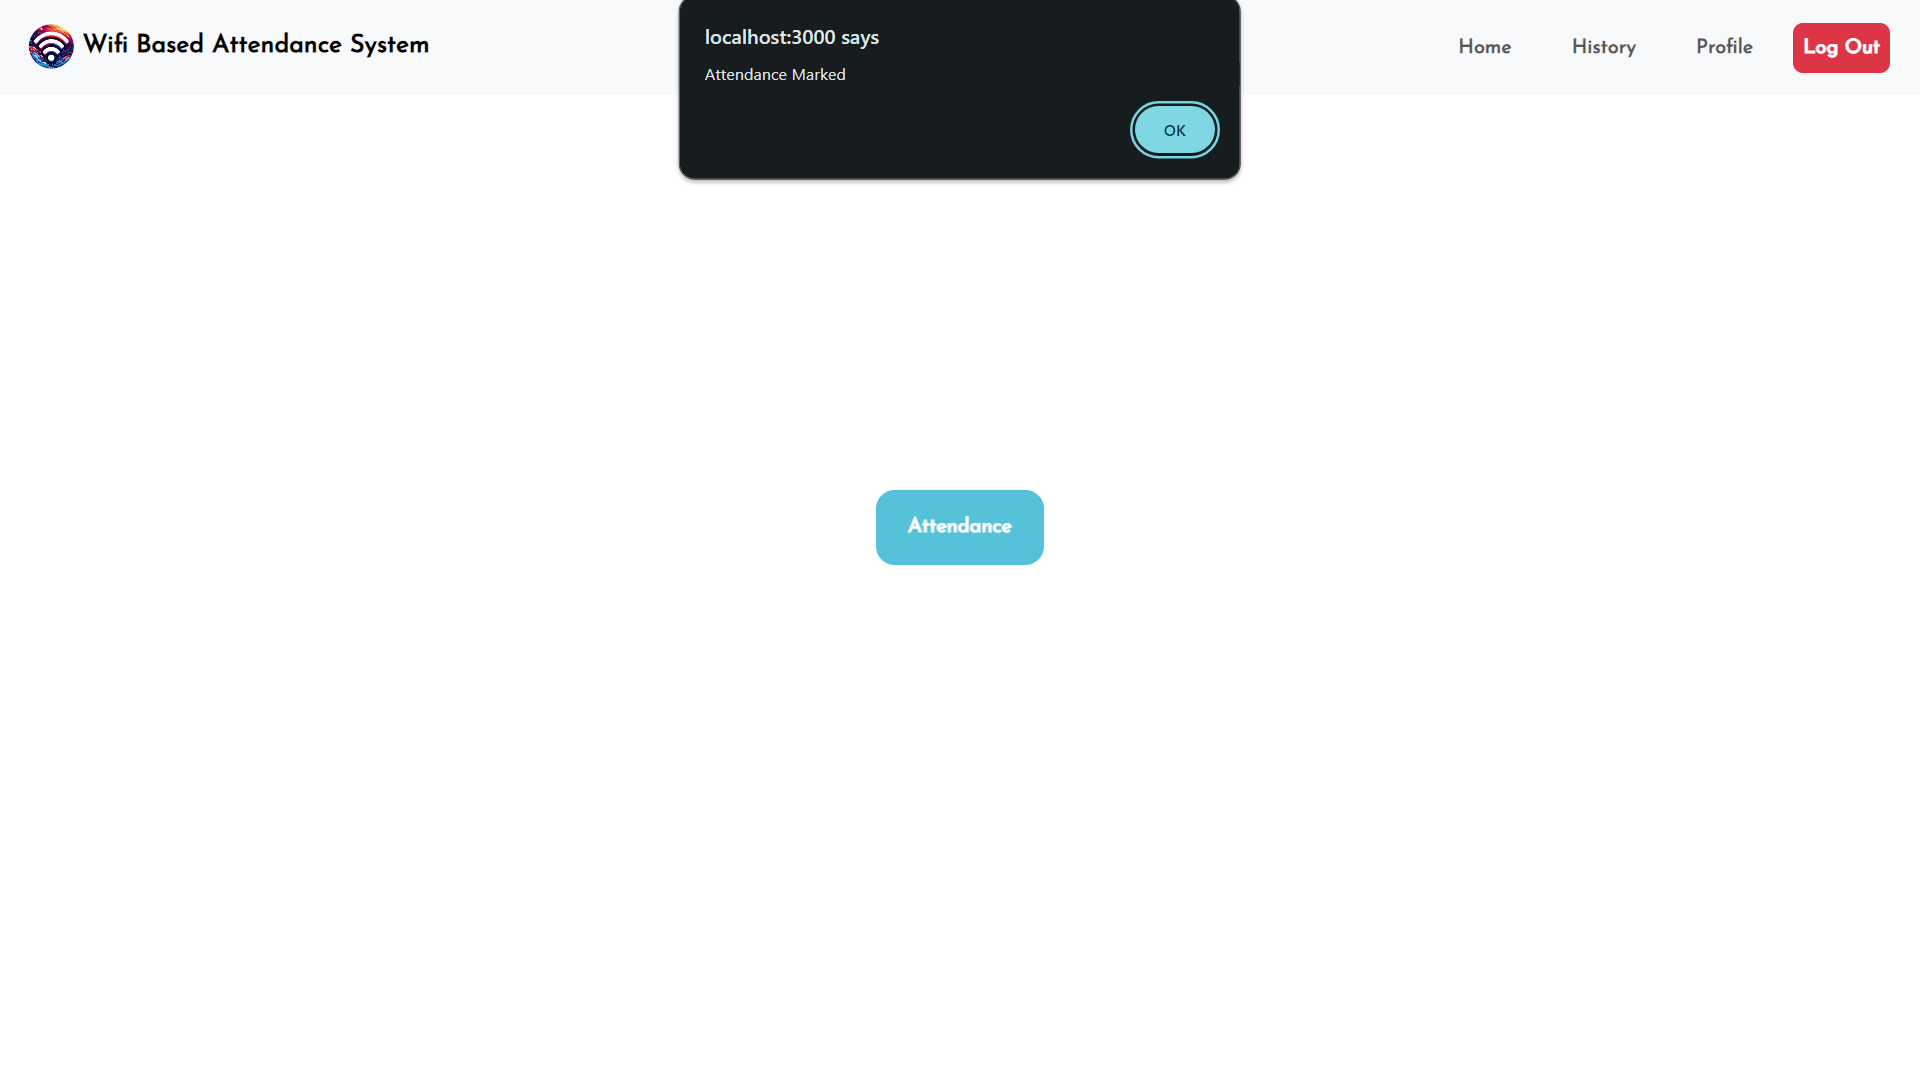 Wifi Based Attendance System
localhost:3000 says
Attendance Marked
OK
Home
History
Profile
Log Out
Attendance